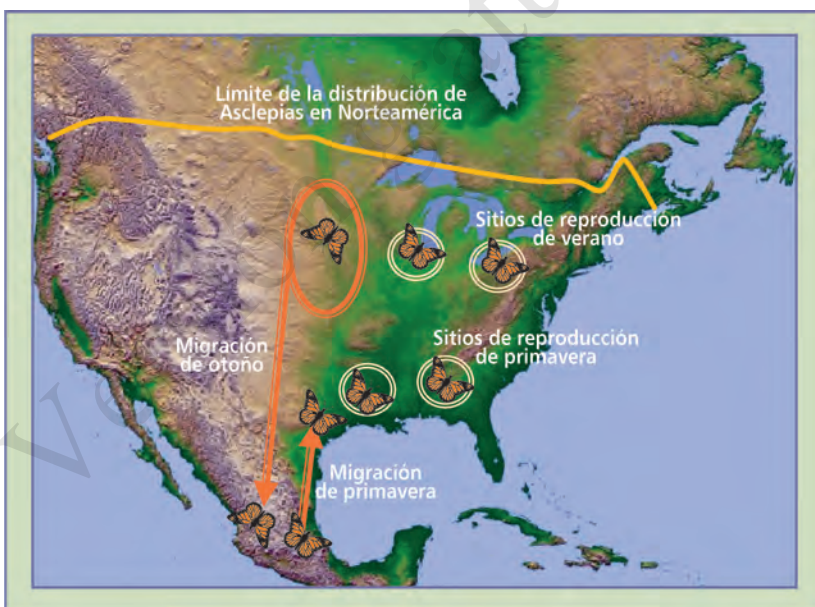 Límite de la distribución de
Asclepias en Norteamérica
Sitios de reproducción
de verano
Migración
de otoño
Sitios de reproducción
de primavera
Migración
de primavera